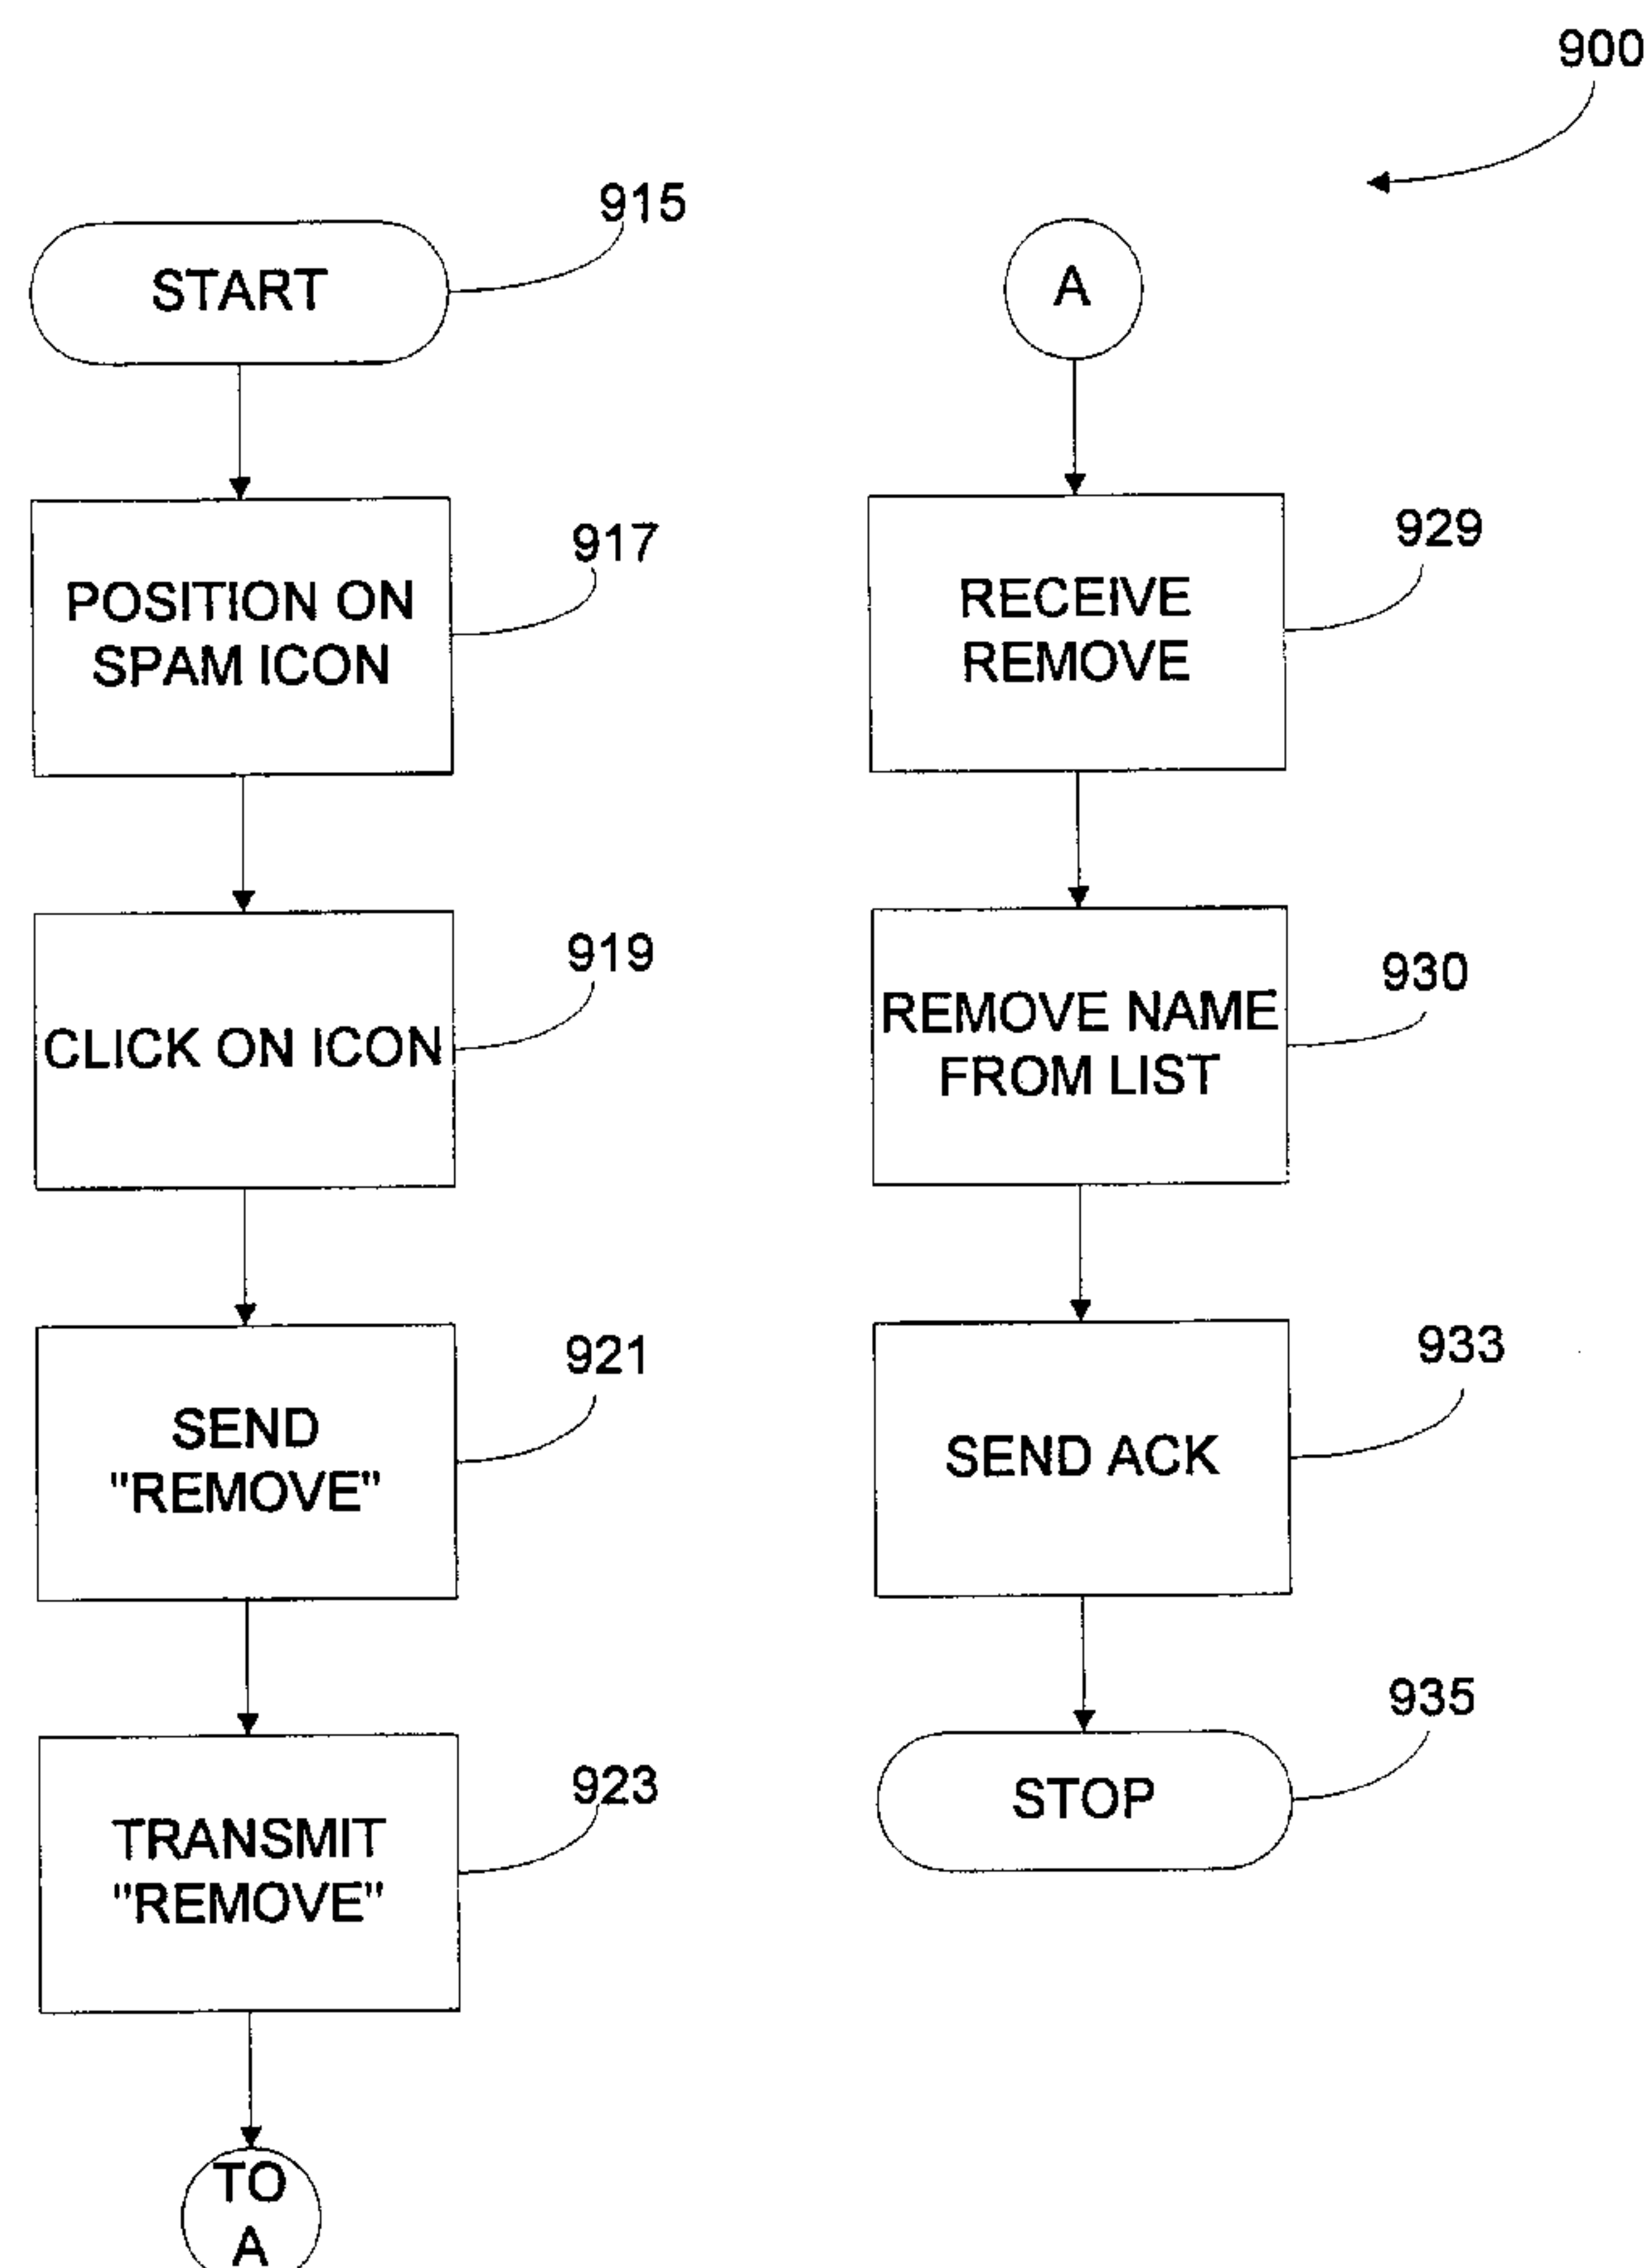 900
915
START
917
POSITION ON
SPAM ICON
919
CLICK ON ICON
921
SEND
"REMOVE"
923
TRANSMIT
"REMOVE"
TO
A
A
929
RECEIVE
REMOVE
930
REMOVE NAME
FROM LIST
933
SEND ACK
935
STOP